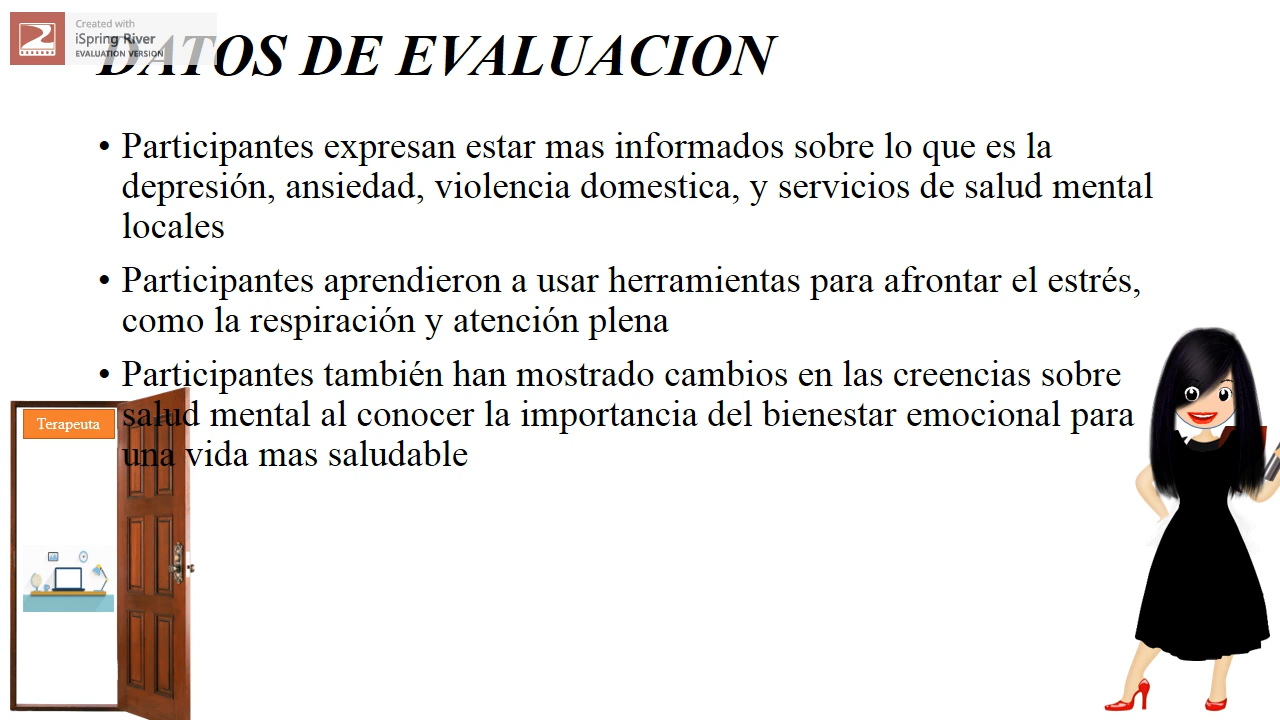 Created with
iSpring River
EVALUATION VERSION
DATOS DE EVALUACION
• Participantes expresan estar mas informados sobre lo que es la
depresión, ansiedad, violencia domestica, y servicios de salud mental
locales
• Participantes aprendieron a usar herramientas para afrontar el estrés,
como la respiración y atención plena
• Participantes también han mostrado cambios en las creencias sobre
salud mental al conocer la importancia del bienestar emocional para
una vida mas saludable
Terapeuta